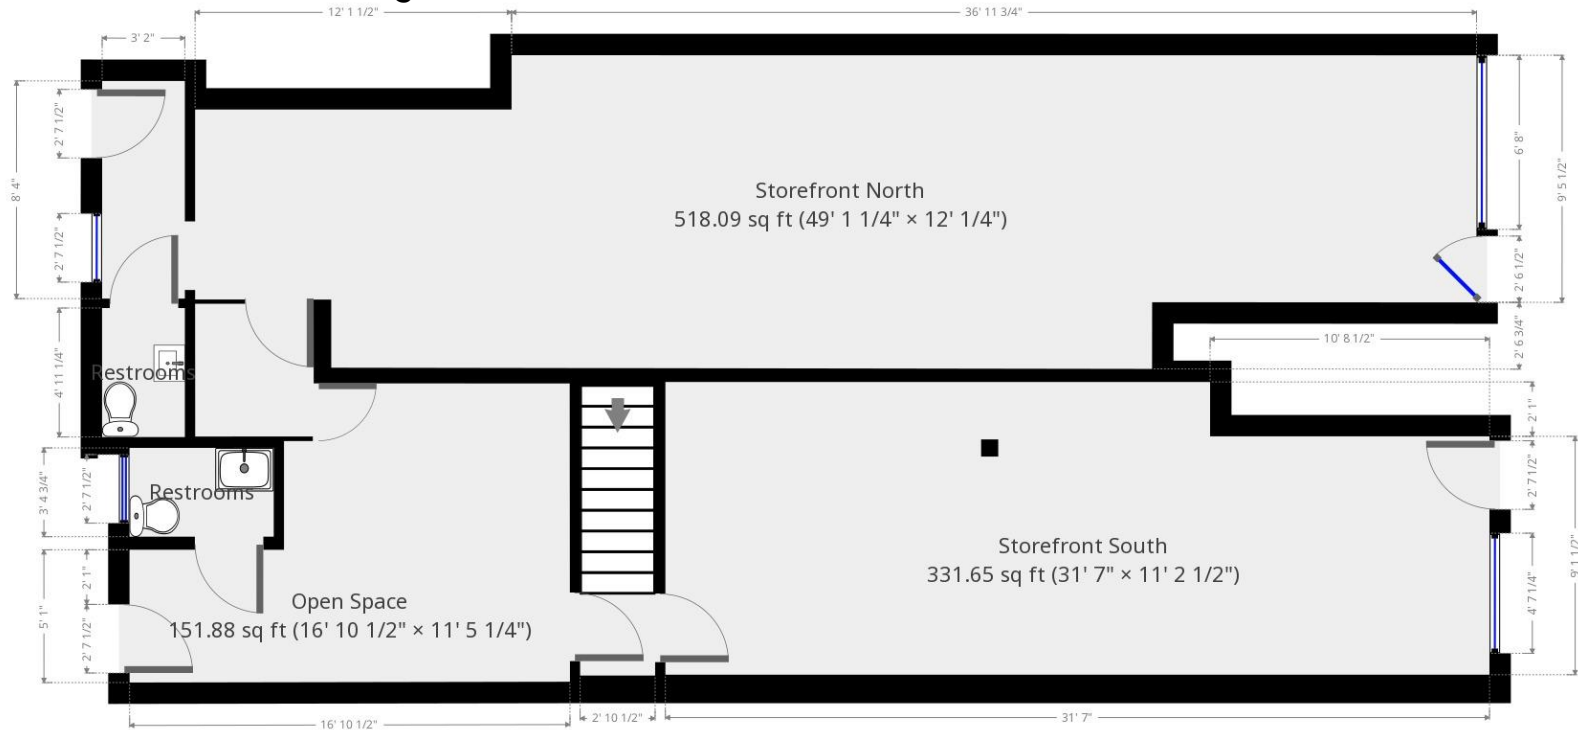 12' 1 1/2"
36' 11 3/4"
3' 2"
2' 7 1/2"
8' 4"
2' 7 1/2"
6' 8"
9' 5 1/2"
2' 6 1/2"
Storefront North
518.09 sq ft (49' 1 1/4" × 12' 1/4")
4' 11 1/4"
Restrooms
10' 8 1/2"
2' 6 3/4"
2' 1"
3' 4 3/4"
2' 7 1/2"
Restrooms
2' 7 1/2"
Storefront South
331.65 sq ft (31' 7" × 11' 2 1/2")
9' 1 1/2"
4' 7 1/4"
2' 1"
5' 1"
2' 7 1/2"
Open Space
151.88 sq ft (16' 10 1/2" × 11' 5 1/4")
16' 10 1/2"
2' 10 1/2"
31' 7"